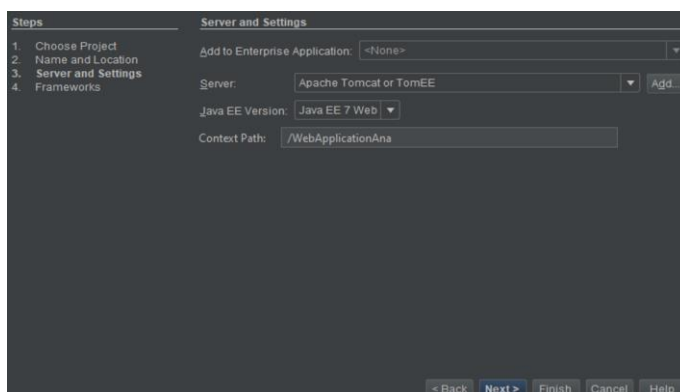 Steps
1. Choose Project
2. Name and Location
3. Server and Settings
4. Frameworks
Server and Settings
Add to Enterprise Application: <None>
Server: Apache Tomcat or TomEE Add...
Java EE Version: Java EE 7 Web
Context Path: /WebApplicationAna
< Back Next > Finish Cancel Help